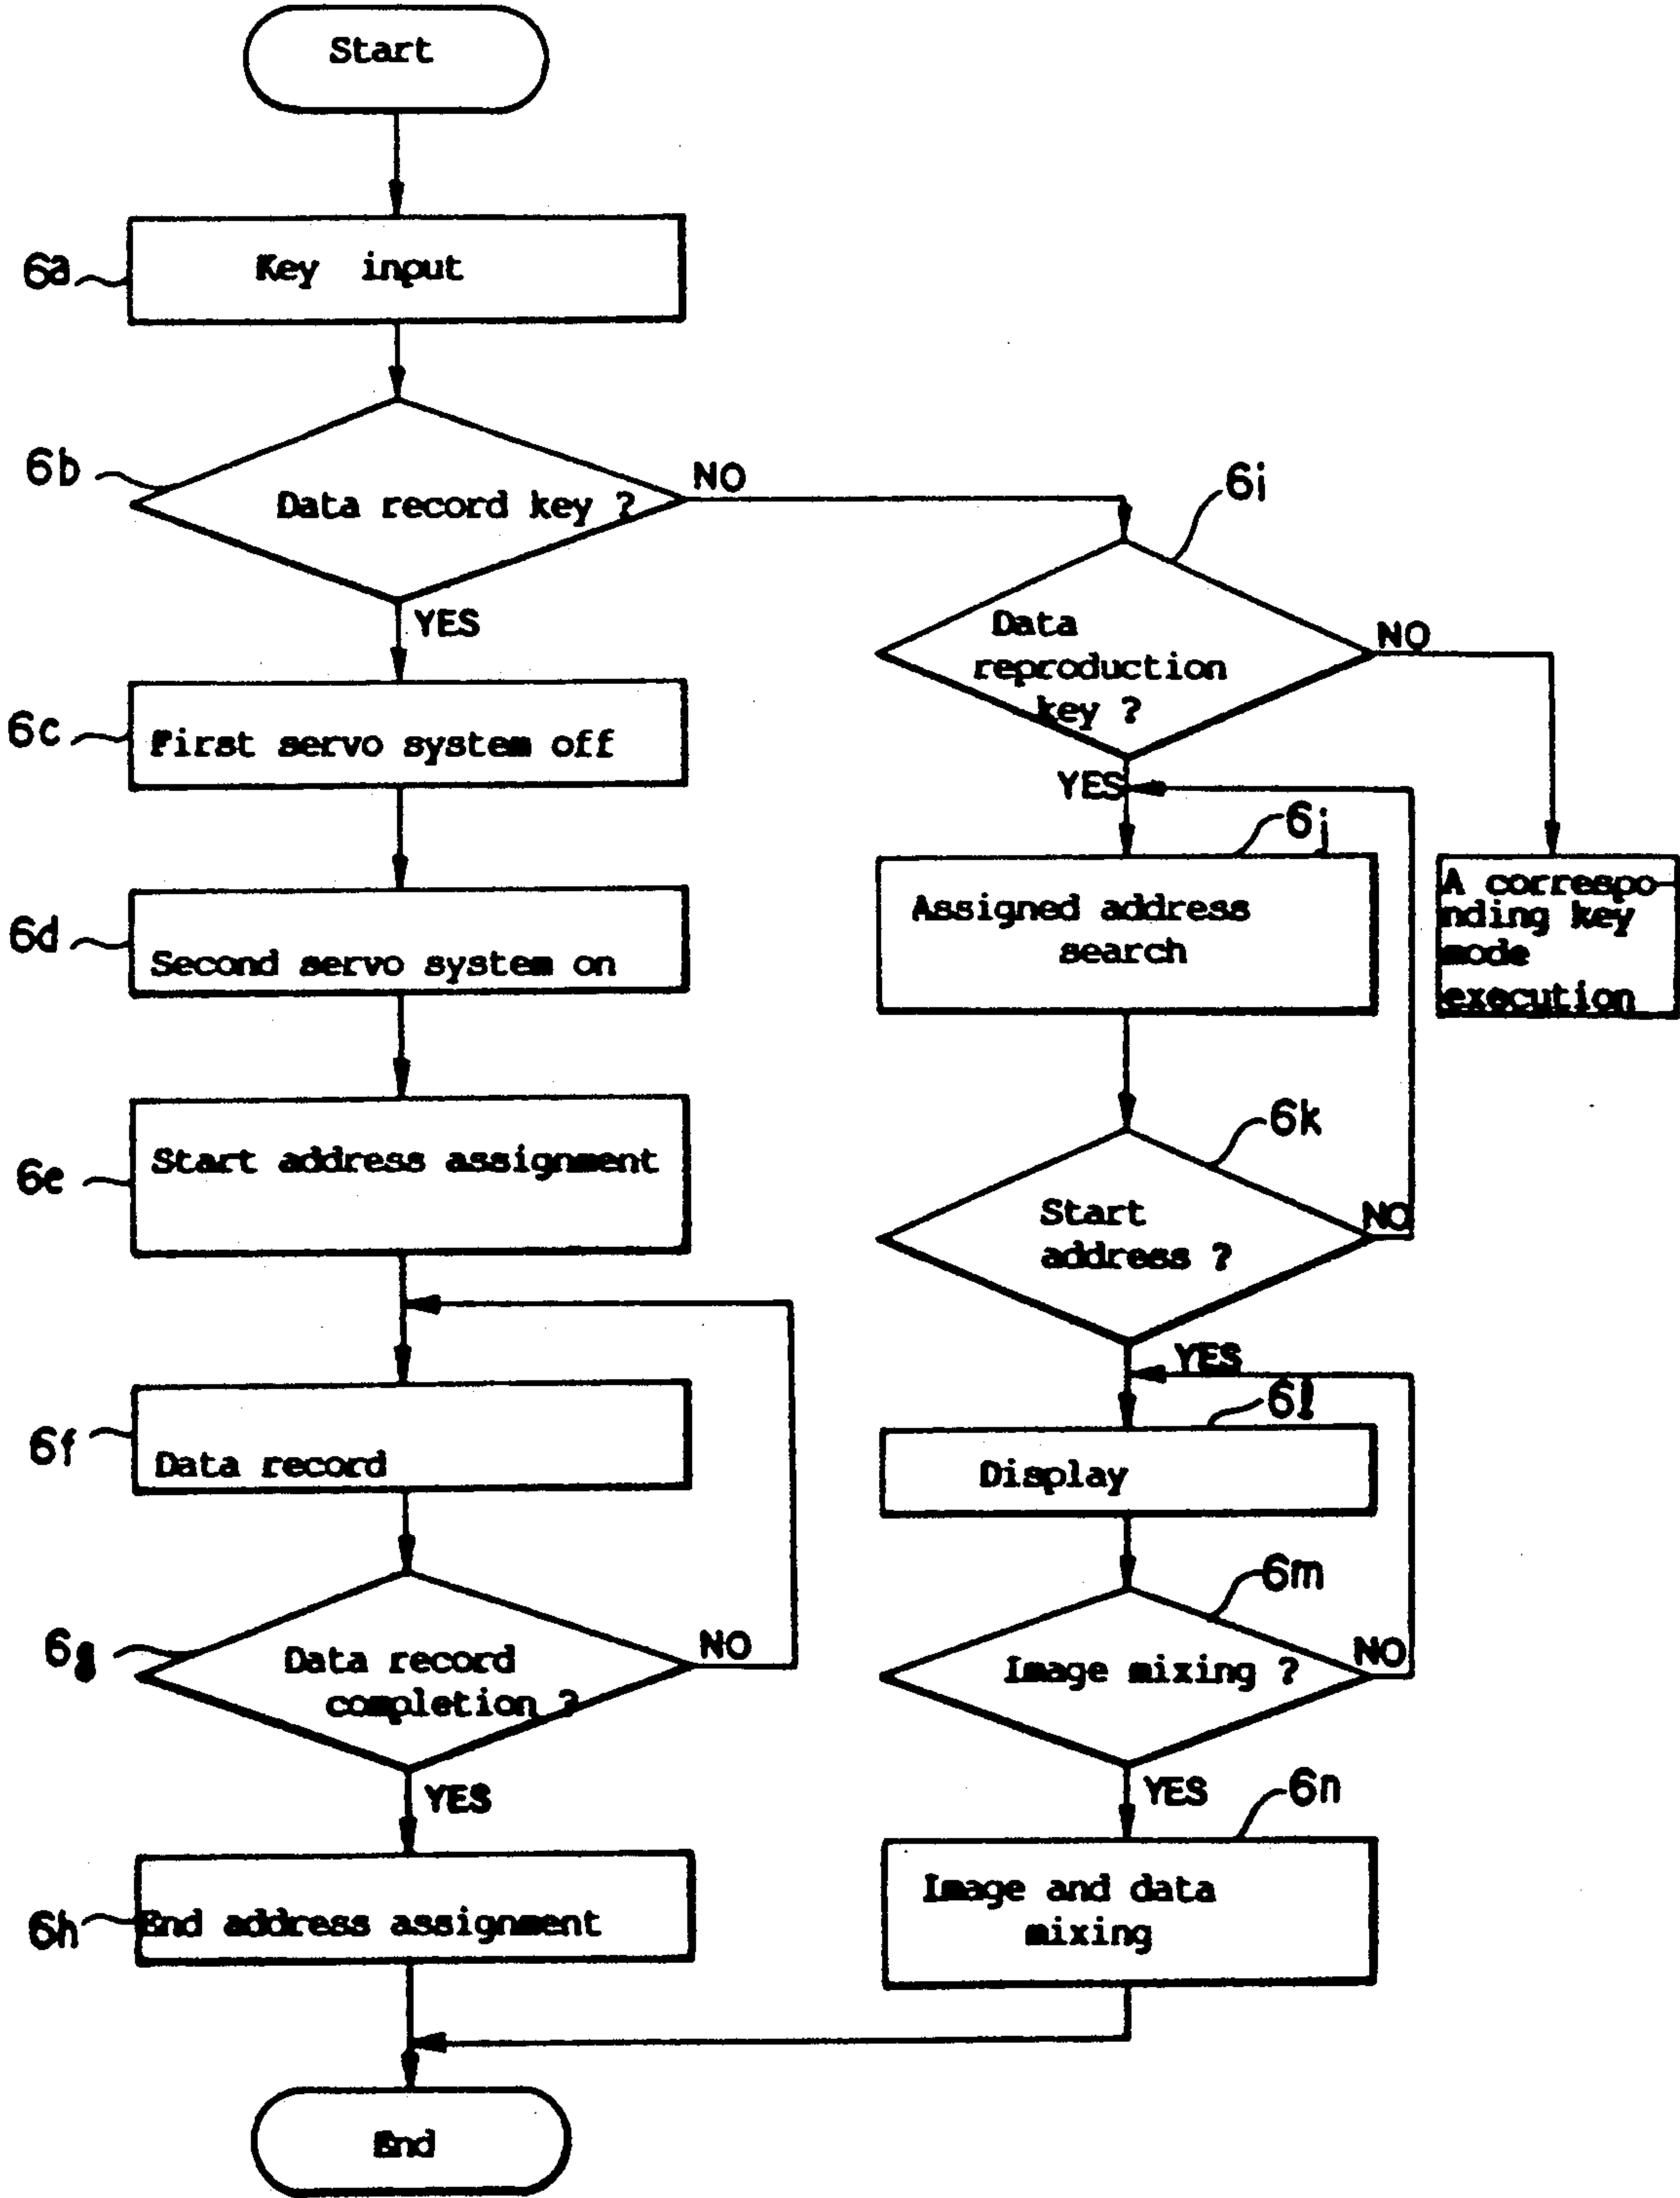 Start
6a
Key input
6b
Data record key ?
NO
YES
6c
First servo system off
6d
Second servo system on
6e
Start address assignment
6f
Data record
6g
Data record
completion ?
NO
YES
6h
End address assignment
End
6i
Data
reproduction
key ?
NO
YES
A correspo-
nding key
mode
execution
6j
Assigned address
search
6k
Start
address ?
NO
YES
6l
Display
6m
Image mixing ?
NO
YES
6n
Image and data
mixing